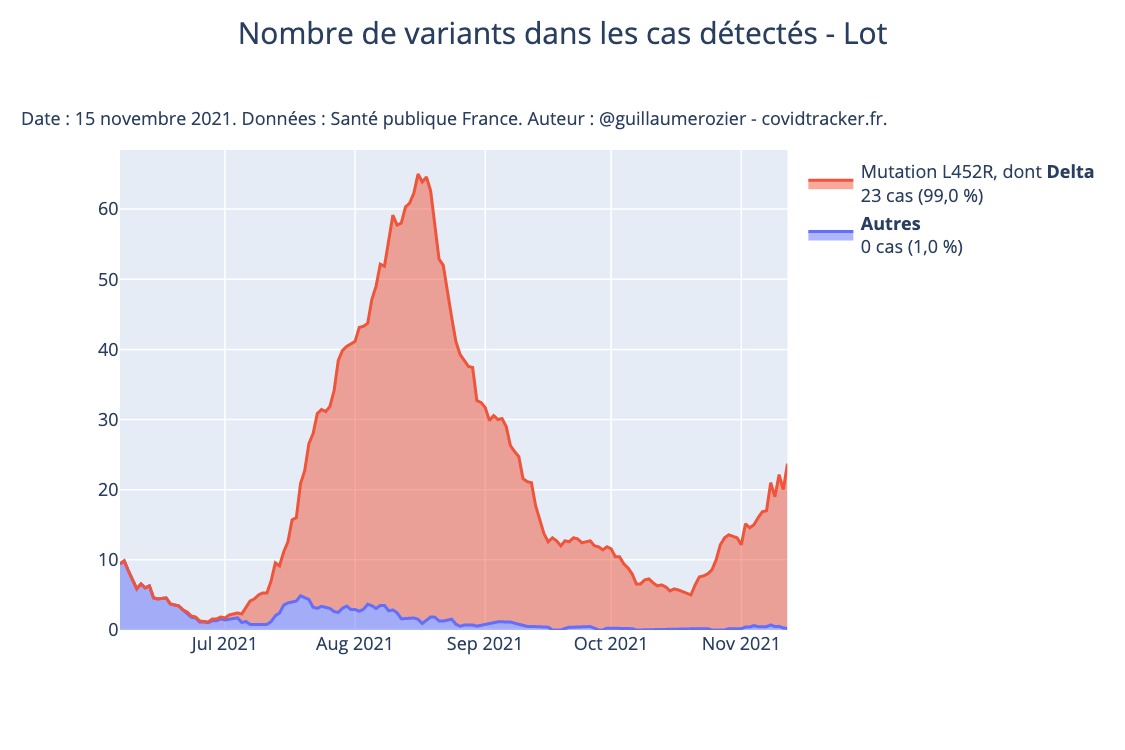 Nombre de variants dans les cas détectés - Lot
Date : 15 novembre 2021. Données : Santé publique France. Auteur : @guillaumerozier - covidtracker.fr.
Mutation L452R, dont Delta
23 cas (99,0 %)
Autres
0 cas (1,0 %)
60
50
40
30
20
10
0
Jul 2021 Aug 2021 Sep 2021 Oct 2021 Nov 2021